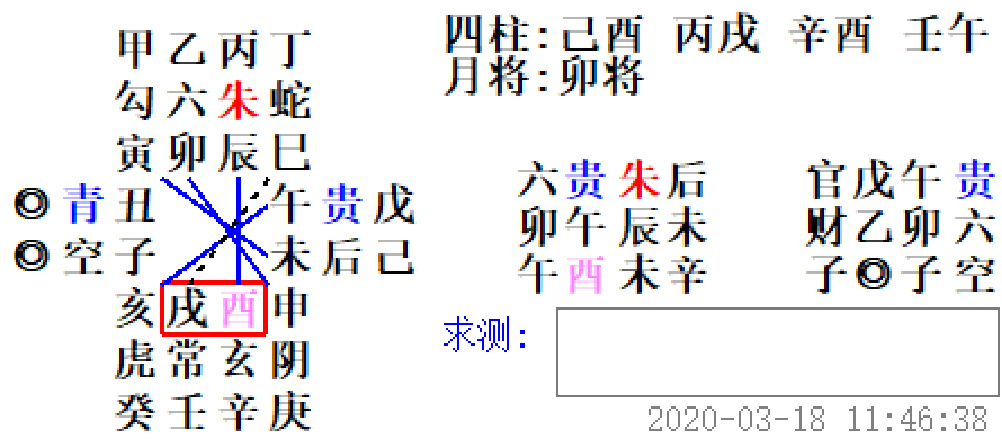 甲乙丙丁
勾六朱蛇
寅卯辰巳
◎青丑 午贵戊
◎空子 未后己
亥戌酉申
虎常玄阴
癸壬辛庚
四柱:己酉 丙戌 辛酉 壬午
月将:卯将
六贵朱后
卯午辰未
午酉未辛
官戊午贵
财乙卯六
子◎子空
求测:
2020-03-18 11:46:38